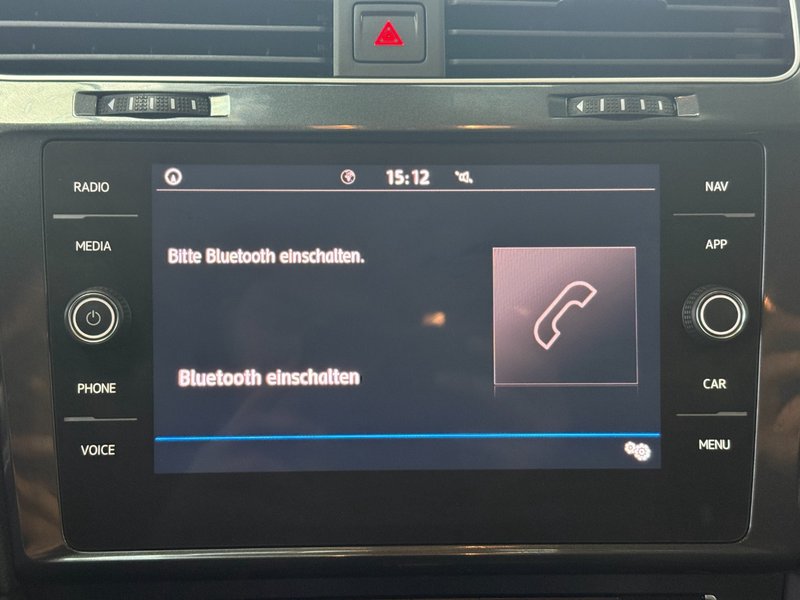 RADIO
MEDIA
PHONE
VOICE
15:12
Bitte Bluetooth einschalten.
Bluetooth einschalten
NAV
APP
CAR
MENU